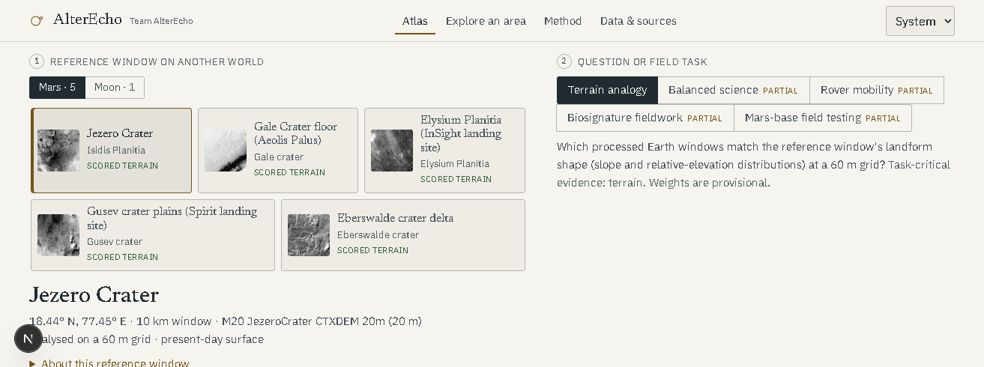 AlterEcho Team AlterEcho
Atlas Explore an area Method Data & sources
System
1 REFERENCE WINDOW ON ANOTHER WORLD
Mars · 5 Moon · 1
Jezero Crater
Isidis Planitia
SCORED TERRAIN
Gale Crater floor
(Aeolis Palus)
Gale crater
SCORED TERRAIN
Elysium Planitia
(InSight landing
site)
Elysium Planitia
SCORED TERRAIN
Gusev crater plains (Spirit landing
site)
Gusev crater
SCORED TERRAIN
Eberswalde crater delta
Eberswalde crater
SCORED TERRAIN
Jezero Crater
18.44° N, 77.45° E · 10 km window · M20 JezeroCrater CTXDEM 20m (20 m)
N
alysed on a 60 m grid · present-day surface
About this reference window
2 QUESTION OR FIELD TASK
Terrain analogy Balanced science PARTIAL Rover mobility PARTIAL
Biosignature fieldwork PARTIAL Mars-base field testing PARTIAL
Which processed Earth windows match the reference window's landform
shape (slope and relative-elevation distributions) at a 60 m grid? Task-critical
evidence: terrain. Weights are provisional.